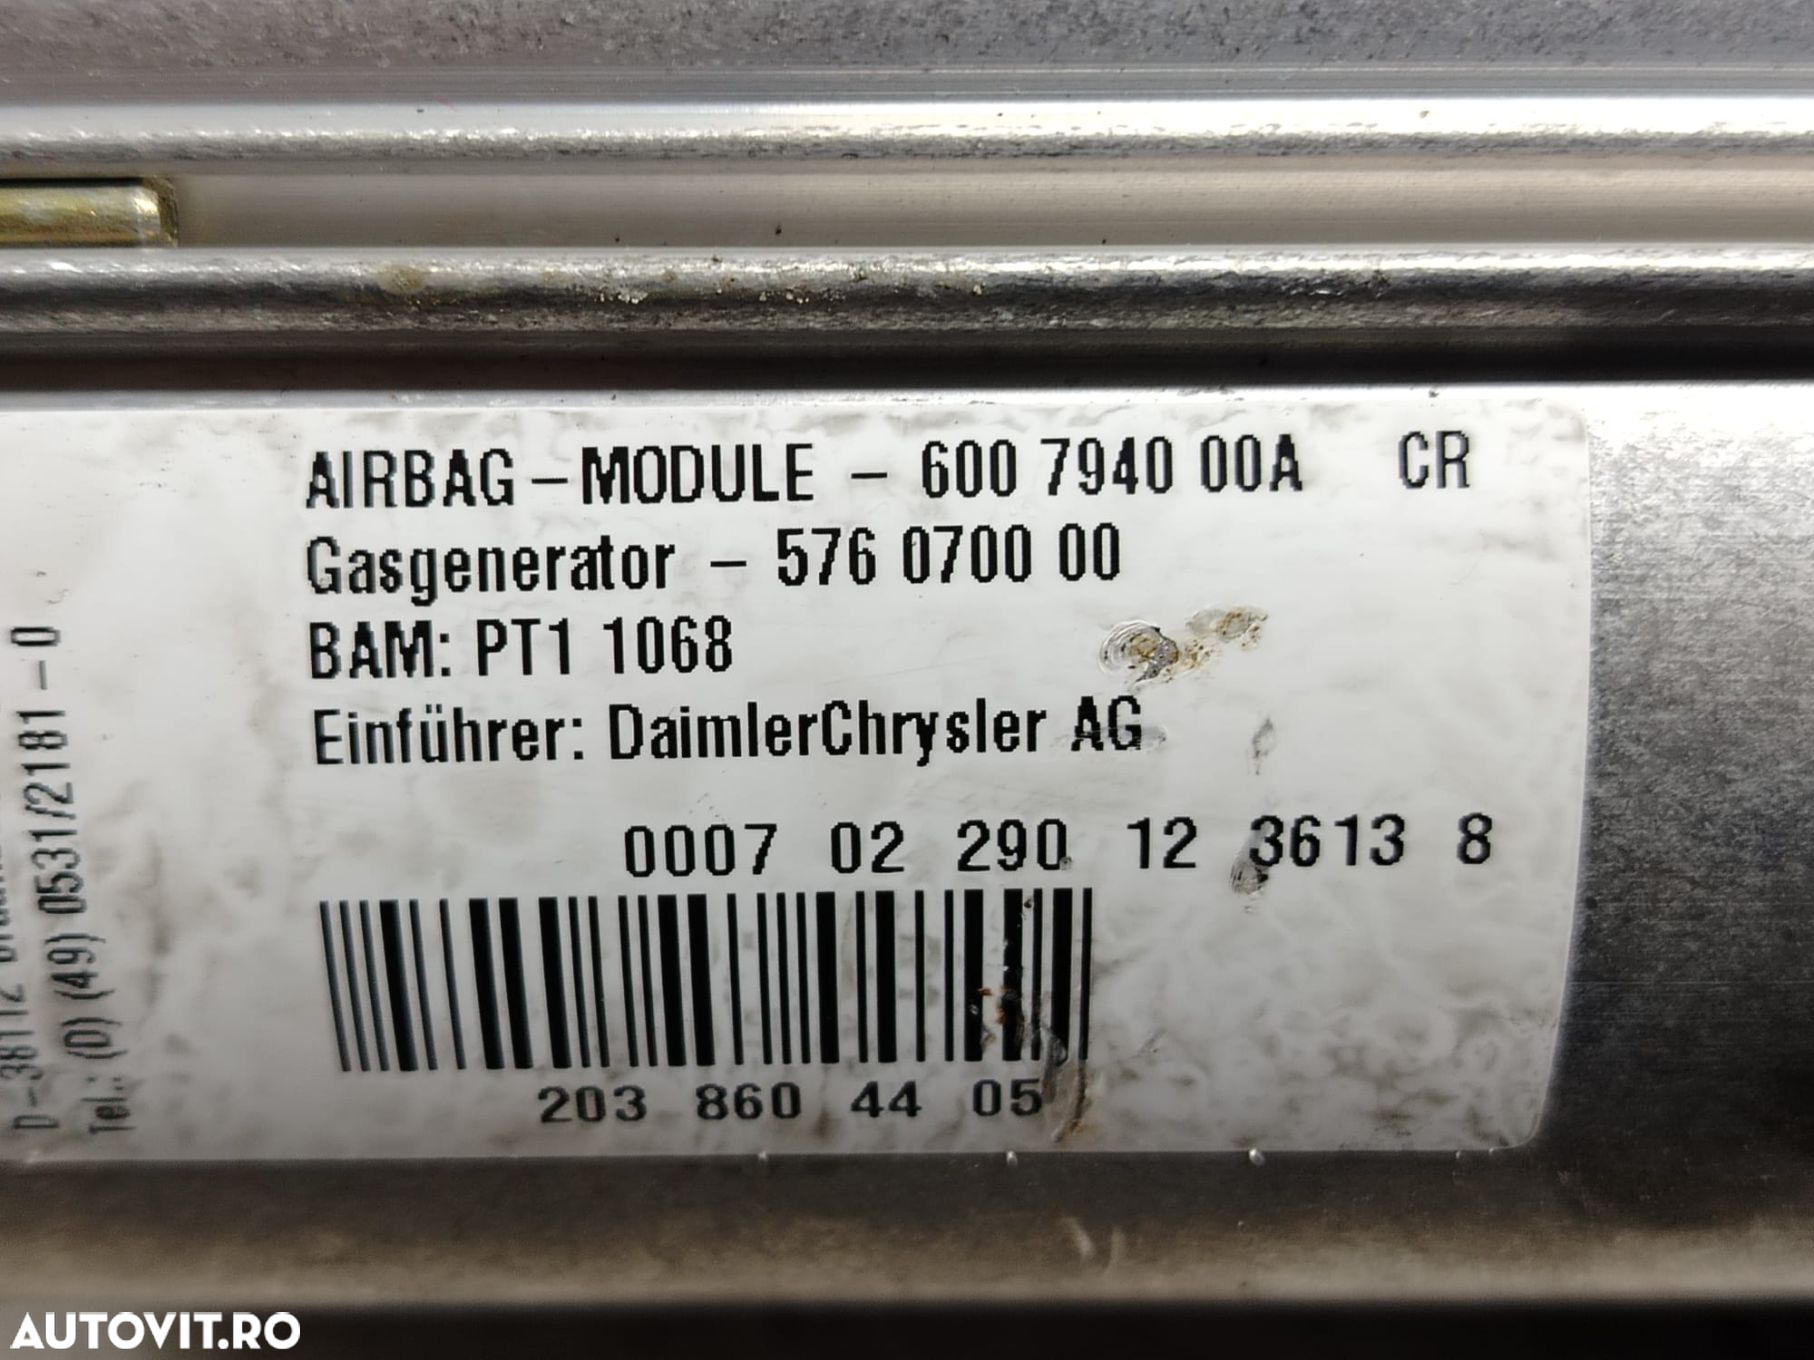 AIRBAG – MODULE – 600 7940 00A CR
Gasgenerator – 576 0700 00
BAM: PT1 1068
Einführer: DaimlerChrysler AG
0007 02 290 12 3613 8
203 860 44 05
D-38112
Tel.: (D) (49) 0531/2181-0
AUTOVIT.RO